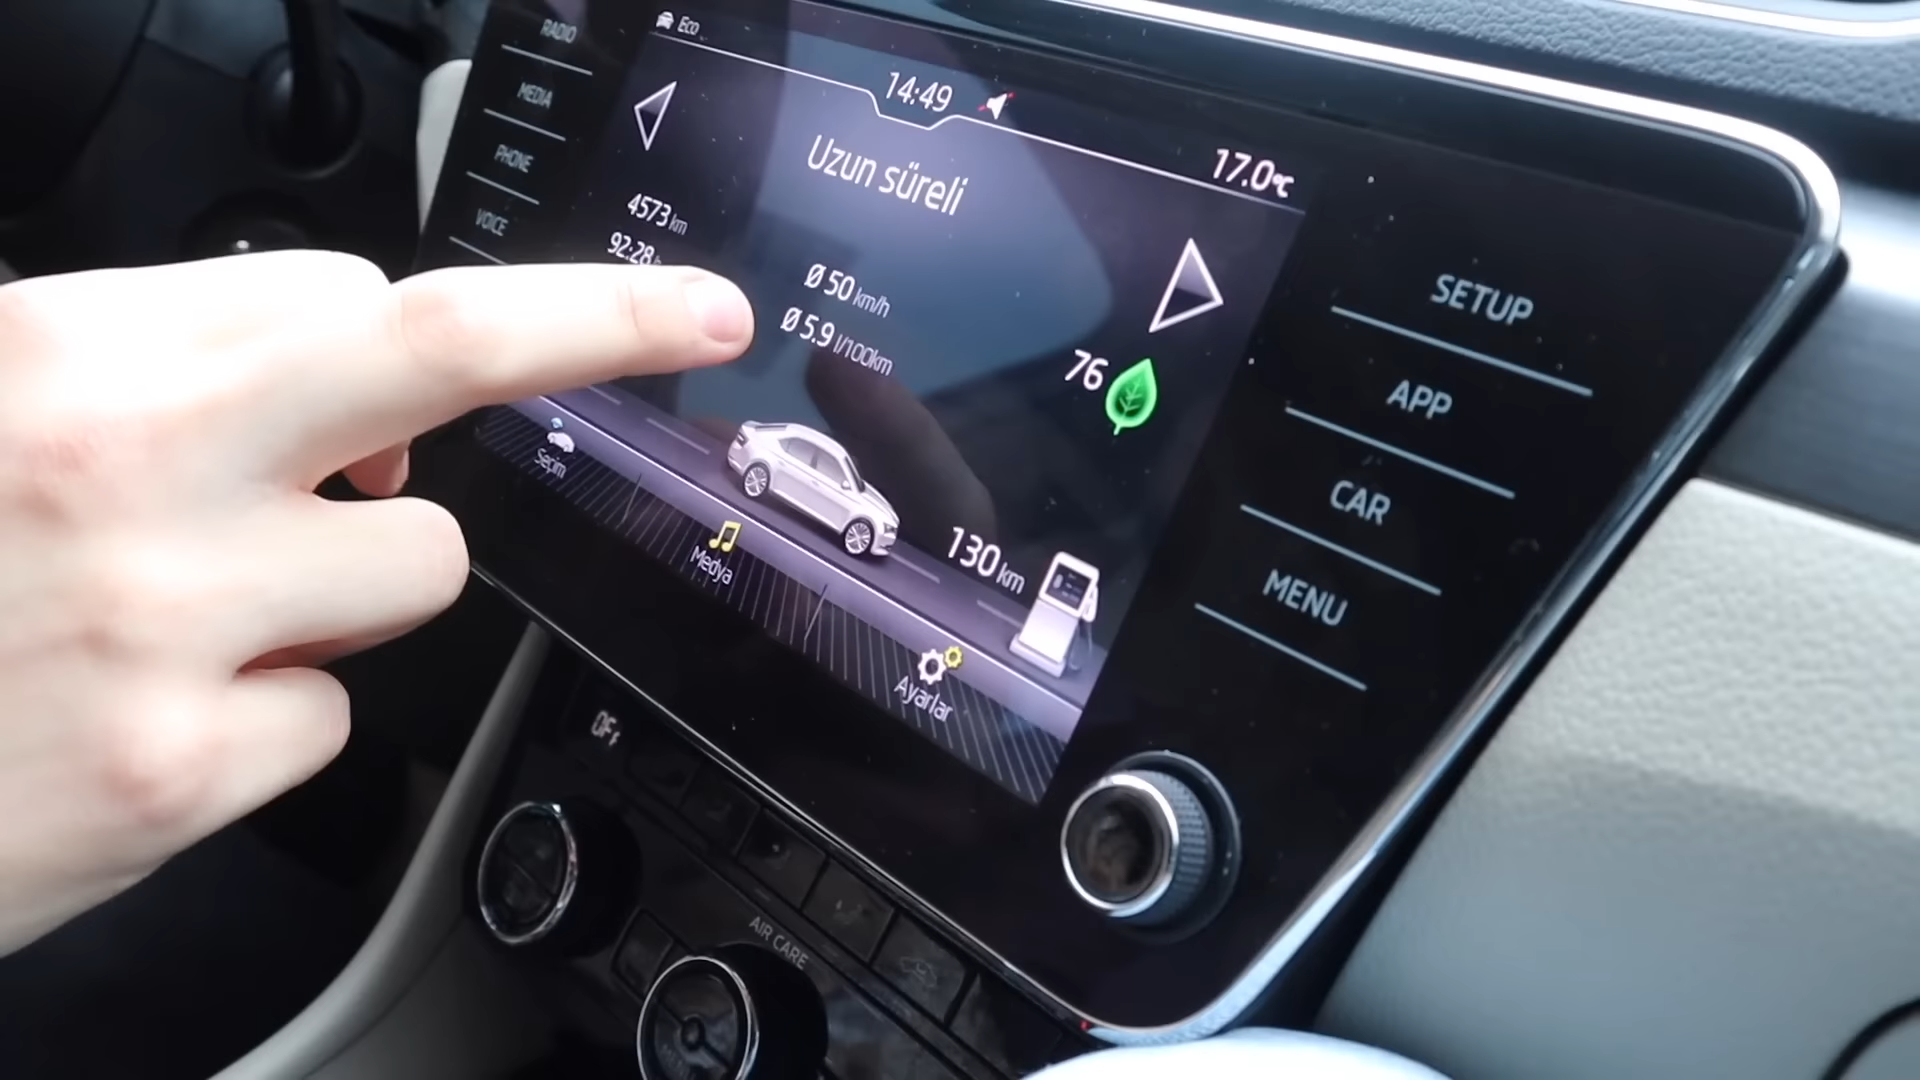 RADIO
MEDIA
PHONE
VOICE
Eco
14:49
17.0°C
Uzun süreli
4573 km
92:28 h
Ø 50 km/h
Ø 5.9 l/100km
76
130 km
Seçim
Medya
Ayarlar
SETUP
APP
CAR
MENU
OFF
AIR CARE